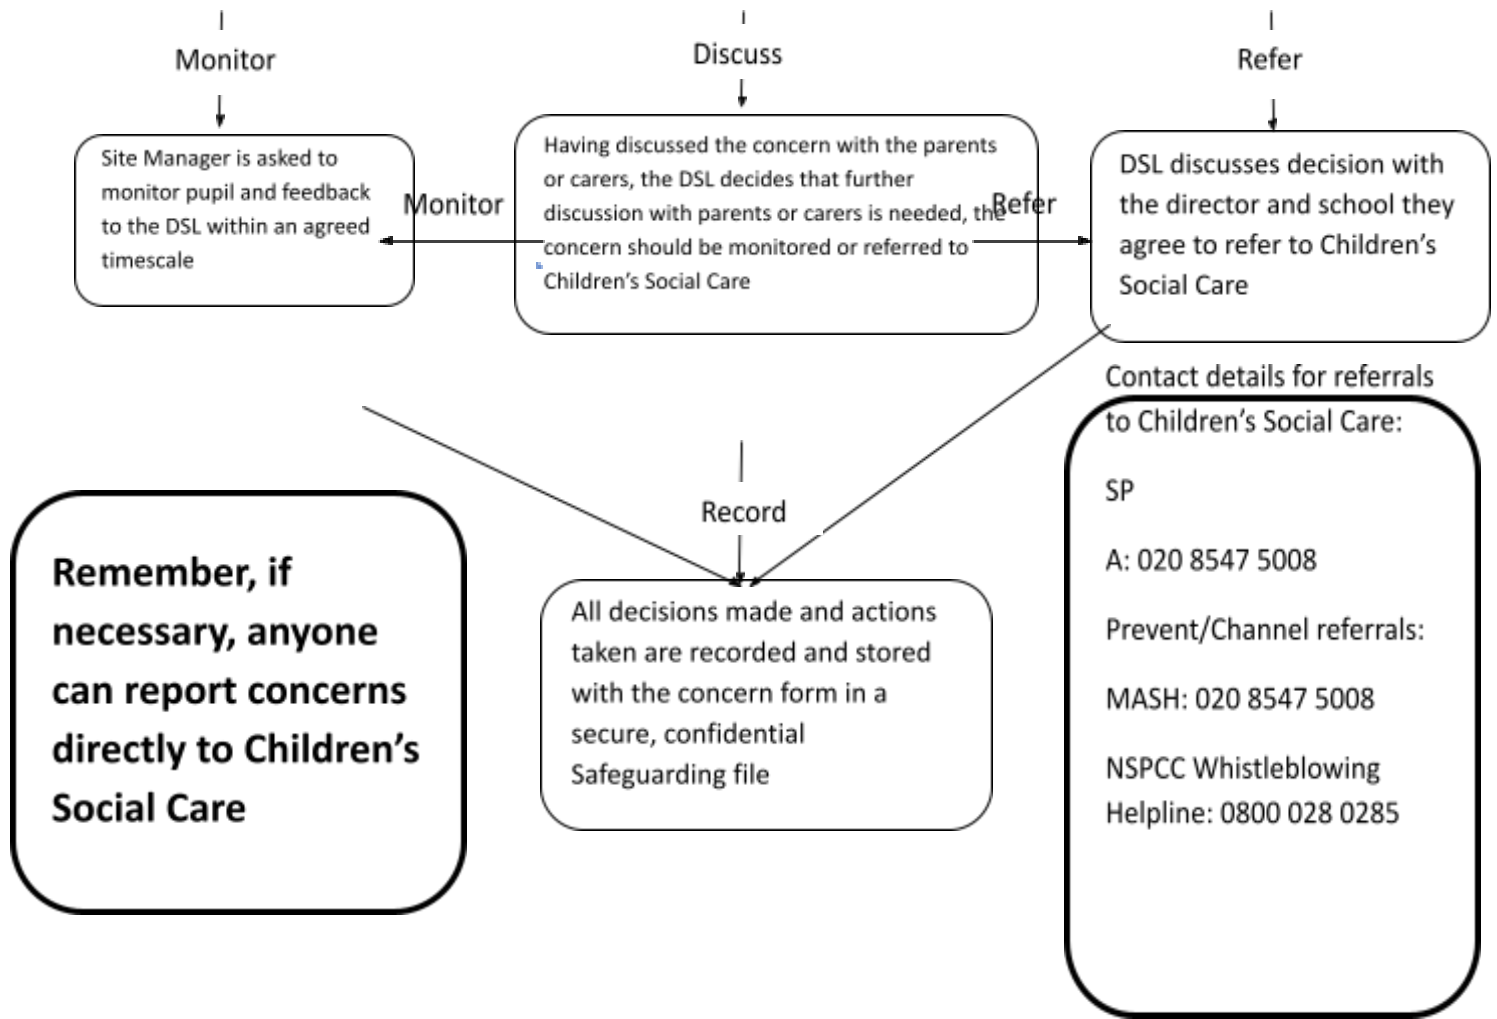 Monitor
Discuss
Refer
Site Manager is asked to
monitor pupil and feedback
to the DSL within an agreed
timescale
Monitor
Having discussed the concern with the parents
or carers, the DSL decides that further
discussion with parents or carers is needed, the
concern should be monitored or referred to
Children’s Social Care
Refer
DSL discusses decision with
the director and school they
agree to refer to Children’s
Social Care
Contact details for referrals
to Children’s Social Care:
SP
A: 020 8547 5008
Prevent/Channel referrals:
MASH: 020 8547 5008
NSPCC Whistleblowing
Helpline: 0800 028 0285
Record
Remember, if
necessary, anyone
can report concerns
directly to Children’s
Social Care
All decisions made and actions
taken are recorded and stored
with the concern form in a
secure, confidential
Safeguarding file